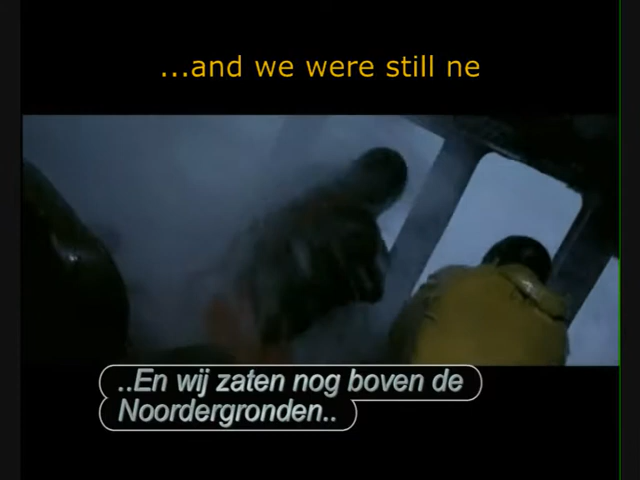 ...and we were still ne
..En wij zaten nog boven de
Noordergronden..